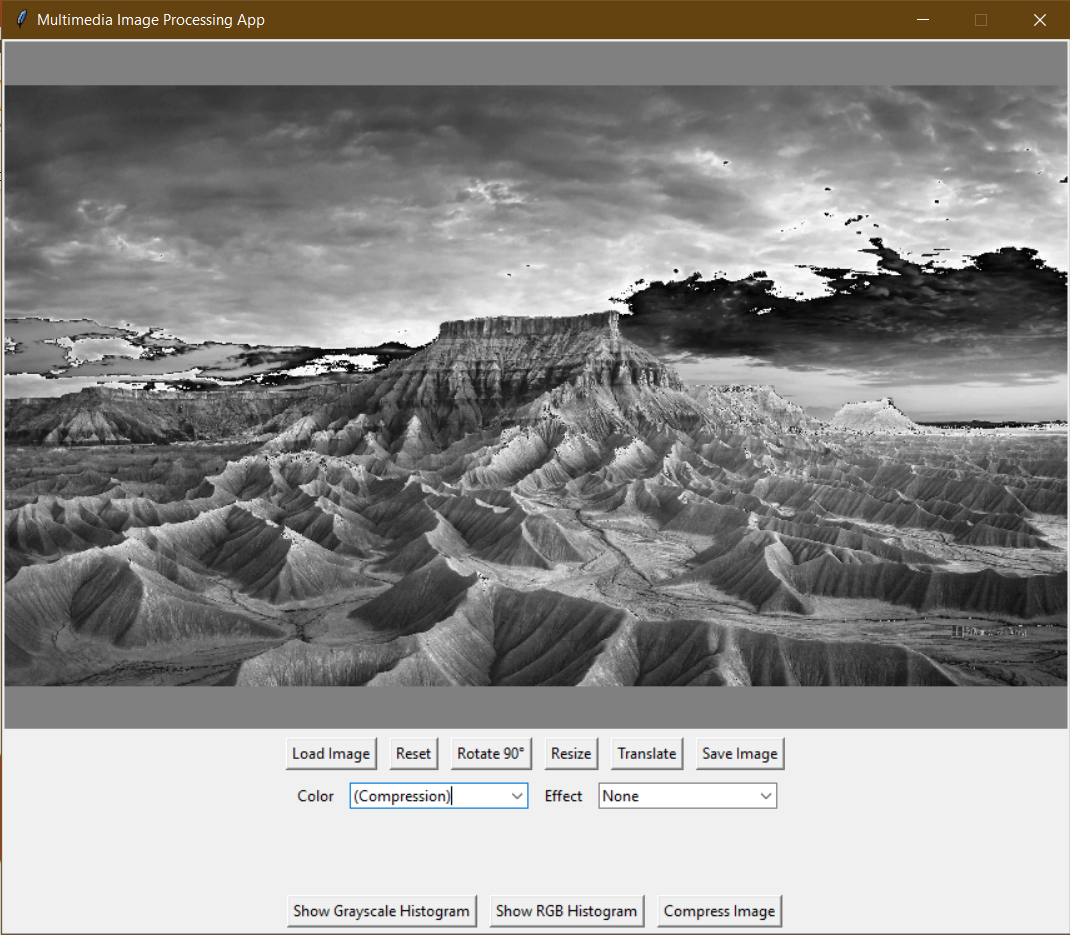 Multimedia Image Processing App
Load Image Reset Rotate 90° Resize Translate Save Image
Color (Compression) Effect None
Show Grayscale Histogram Show RGB Histogram Compress Image